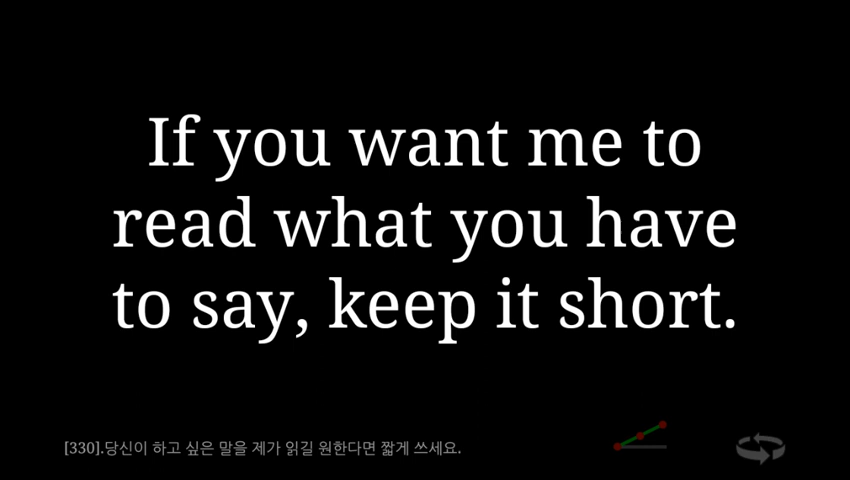 If you want me to
read what you have
to say, keep it short.
[330].당신이 하고 싶은 말을 제가 읽길 원한다면 짧게 쓰세요.